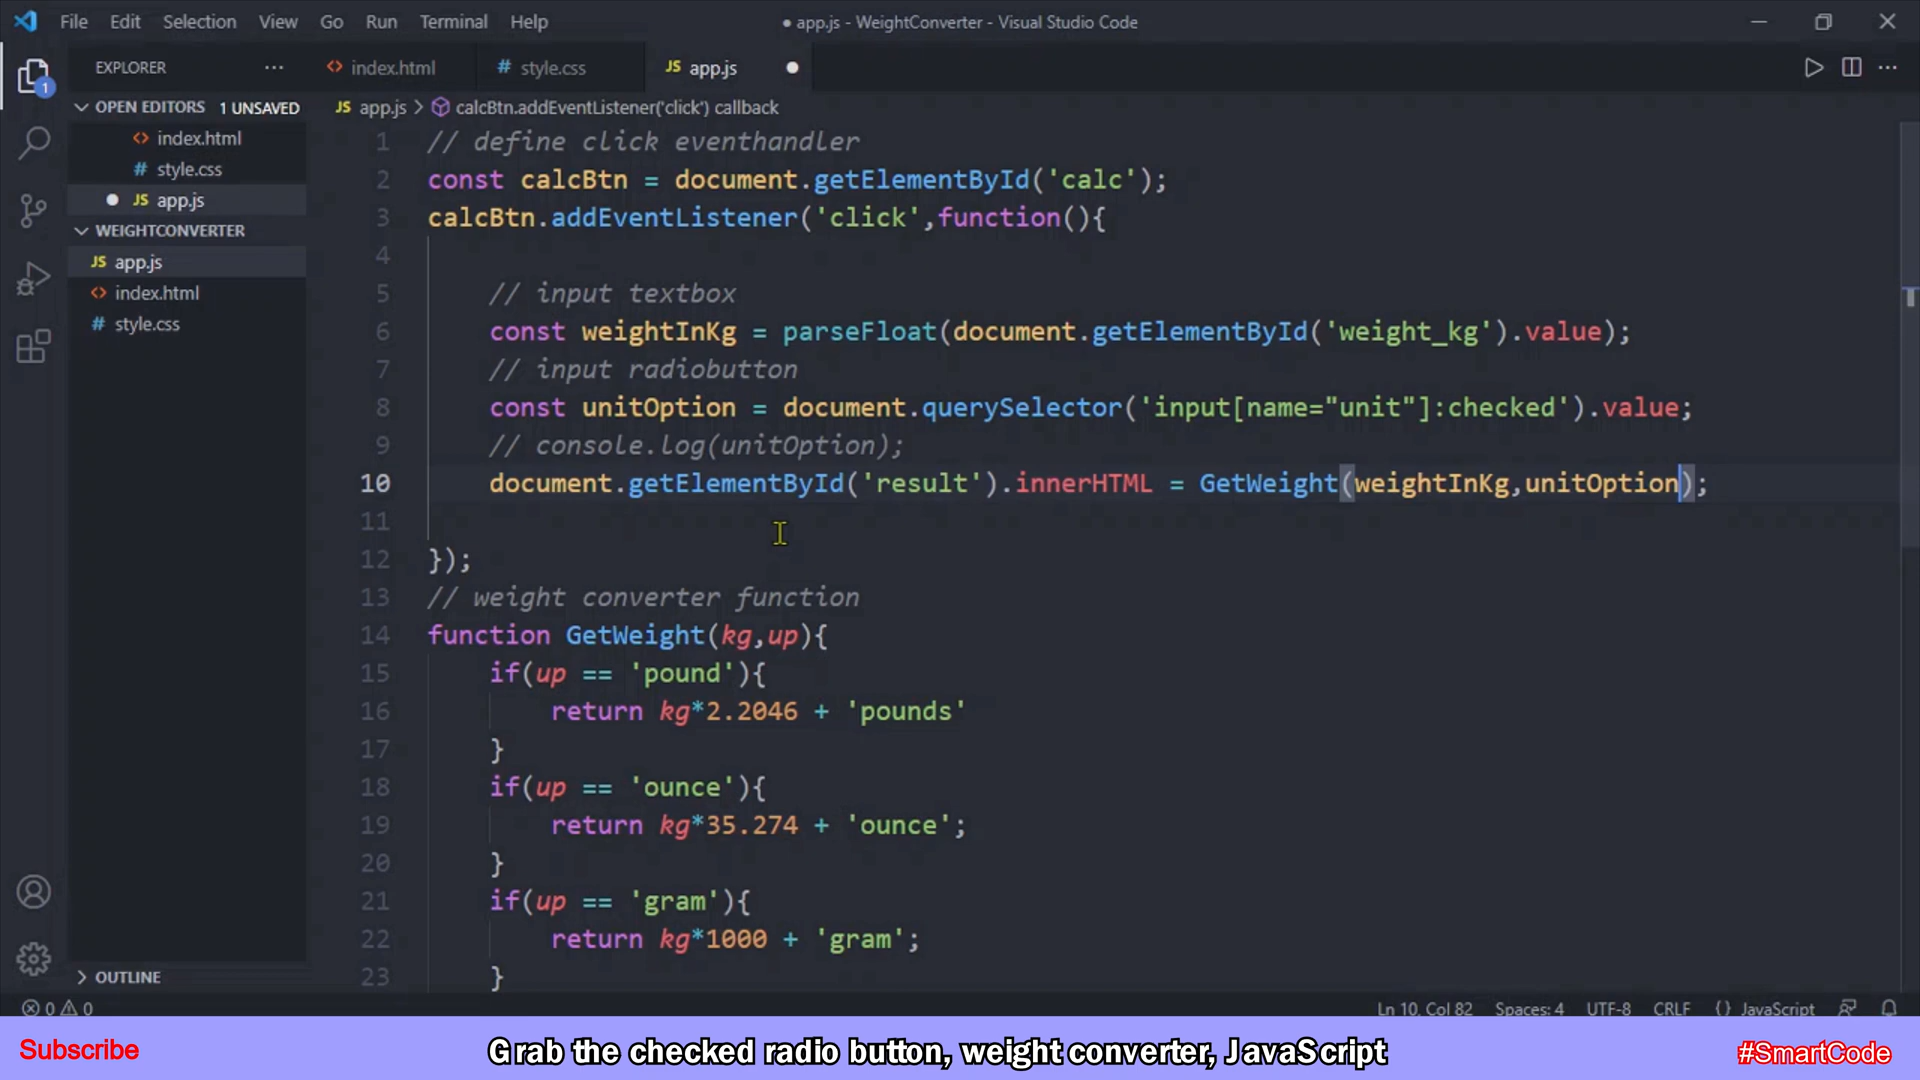 File Edit Selection View Go Run Terminal Help
● app.js - WeightConverter - Visual Studio Code
EXPLORER ···
index.html
# style.css
JS app.js ●
OPEN EDITORS 1 UNSAVED
index.html
# style.css
● JS app.js
WEIGHTCONVERTER
JS app.js
index.html
# style.css
OUTLINE
1
JS app.js > calcBtn.addEventListener('click') callback
1 // define click eventhandler
2 const calcBtn = document.getElementById('calc');
3 calcBtn.addEventListener('click',function(){
4
5 // input textbox
6 const weightInKg = parseFloat(document.getElementById('weight_kg').value);
7 // input radiobutton
8 const unitOption = document.querySelector('input[name="unit"]:checked').value;
9 // console.log(unitOption);
10 document.getElementById('result').innerHTML = GetWeight(weightInKg,unitOption);
11
12 });
13 // weight converter function
14 function GetWeight(kg,up){
15 if(up == 'pound'){
16 return kg*2.2046 + 'pounds'
17 }
18 if(up == 'ounce'){
19 return kg*35.274 + 'ounce';
20 }
21 if(up == 'gram'){
22 return kg*1000 + 'gram';
23 }
0 0 Ln 10, Col 82 Spaces: 4 UTF-8 CRLF {} JavaScript
Subscribe Grab the checked radio button, weight converter, JavaScript #SmartCode